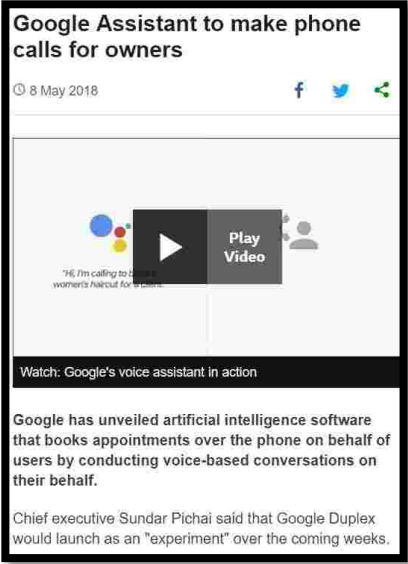 Google Assistant to make phone
calls for owners
8 May 2018
Play
Video
"Hi, I'm calling to
women's haircut for a client.
Watch: Google's voice assistant in action
Google has unveiled artificial intelligence software
that books appointments over the phone on behalf of
users by conducting voice-based conversations on
their behalf.
Chief executive Sundar Pichai said that Google Duplex
would launch as an "experiment" over the coming weeks.